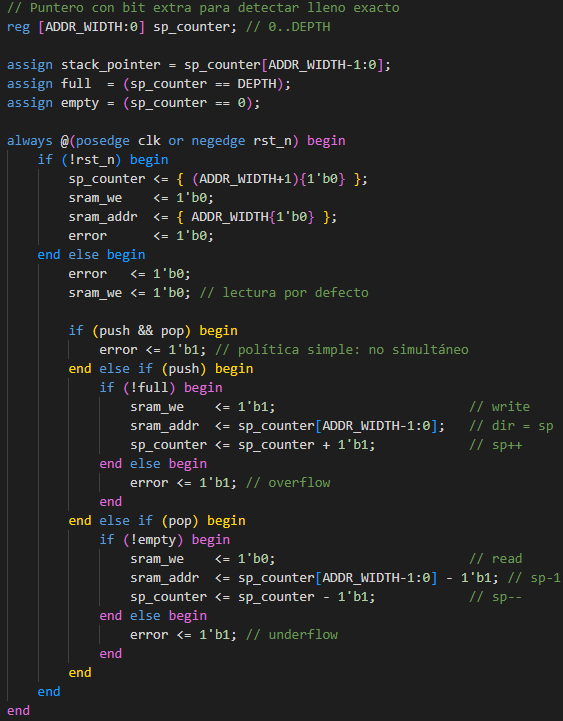 // Puntero con bit extra para detectar lleno exacto
reg [ADDR_WIDTH:0] sp_counter; // 0..DEPTH

assign stack_pointer = sp_counter[ADDR_WIDTH-1:0];
assign full  = (sp_counter == DEPTH);
assign empty = (sp_counter == 0);

always @(posedge clk or negedge rst_n) begin
    if (!rst_n) begin
        sp_counter <= { (ADDR_WIDTH+1){1'b0} };
        sram_we    <= 1'b0;
        sram_addr  <= { ADDR_WIDTH{1'b0} };
        error      <= 1'b0;
    end else begin
        error   <= 1'b0;
        sram_we <= 1'b0; // lectura por defecto

        if (push && pop) begin
            error <= 1'b1; // política simple: no simultáneo
        end else if (push) begin
            if (!full) begin
                sram_we    <= 1'b1;                         // write
                sram_addr  <= sp_counter[ADDR_WIDTH-1:0];   // dir = sp
                sp_counter <= sp_counter + 1'b1;            // sp++
            end else begin
                error <= 1'b1; // overflow
            end
        end else if (pop) begin
            if (!empty) begin
                sram_we    <= 1'b0;                         // read
                sram_addr  <= sp_counter[ADDR_WIDTH-1:0] - 1'b1; // sp-1
                sp_counter <= sp_counter - 1'b1;            // sp--
            end else begin
                error <= 1'b1; // underflow
            end
        end
    end
end